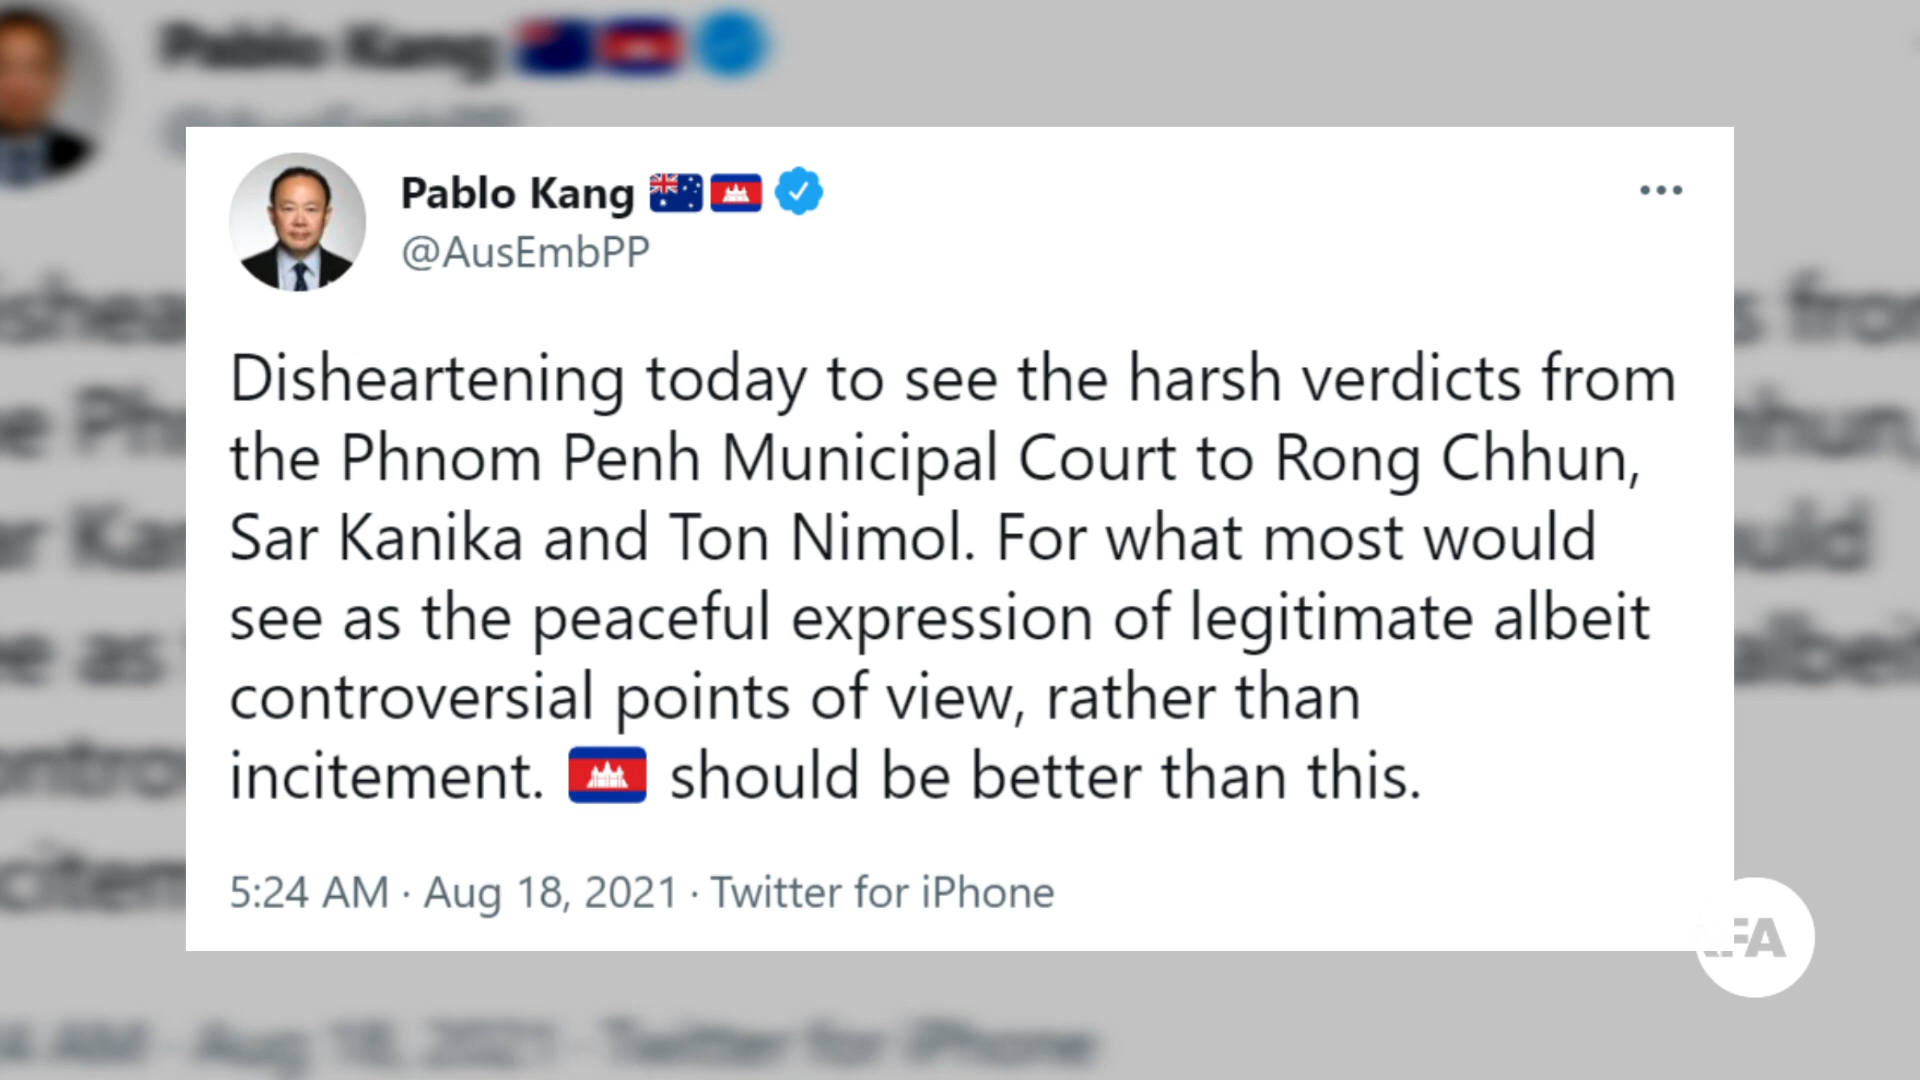 Pablo Kang
@AusEmbPP
Disheartening today to see the harsh verdicts from
the Phnom Penh Municipal Court to Rong Chhun,
Sar Kanika and Ton Nimol. For what most would
see as the peaceful expression of legitimate albeit
controversial points of view, rather than
incitement. 🇰🇭 should be better than this.
5:24 AM · Aug 18, 2021 · Twitter for iPhone
RFA